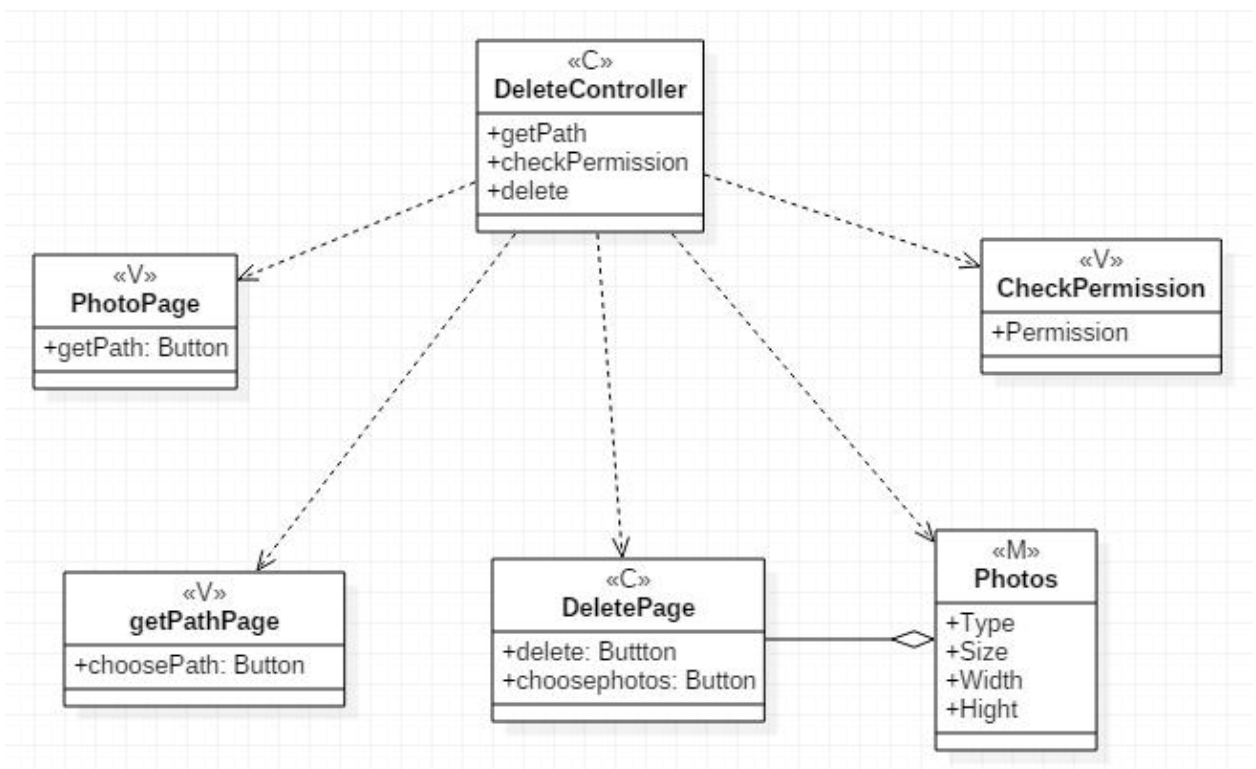 «C»
DeleteController
+getPath
+checkPermission
+delete
«V»
PhotoPage
+getPath: Button
«V»
CheckPermission
+Permission
«V»
getPathPage
+choosePath: Button
«C»
DeletePage
+delete: Buttton
+choosephotos: Button
«M»
Photos
+Type
+Size
+Width
+Hight